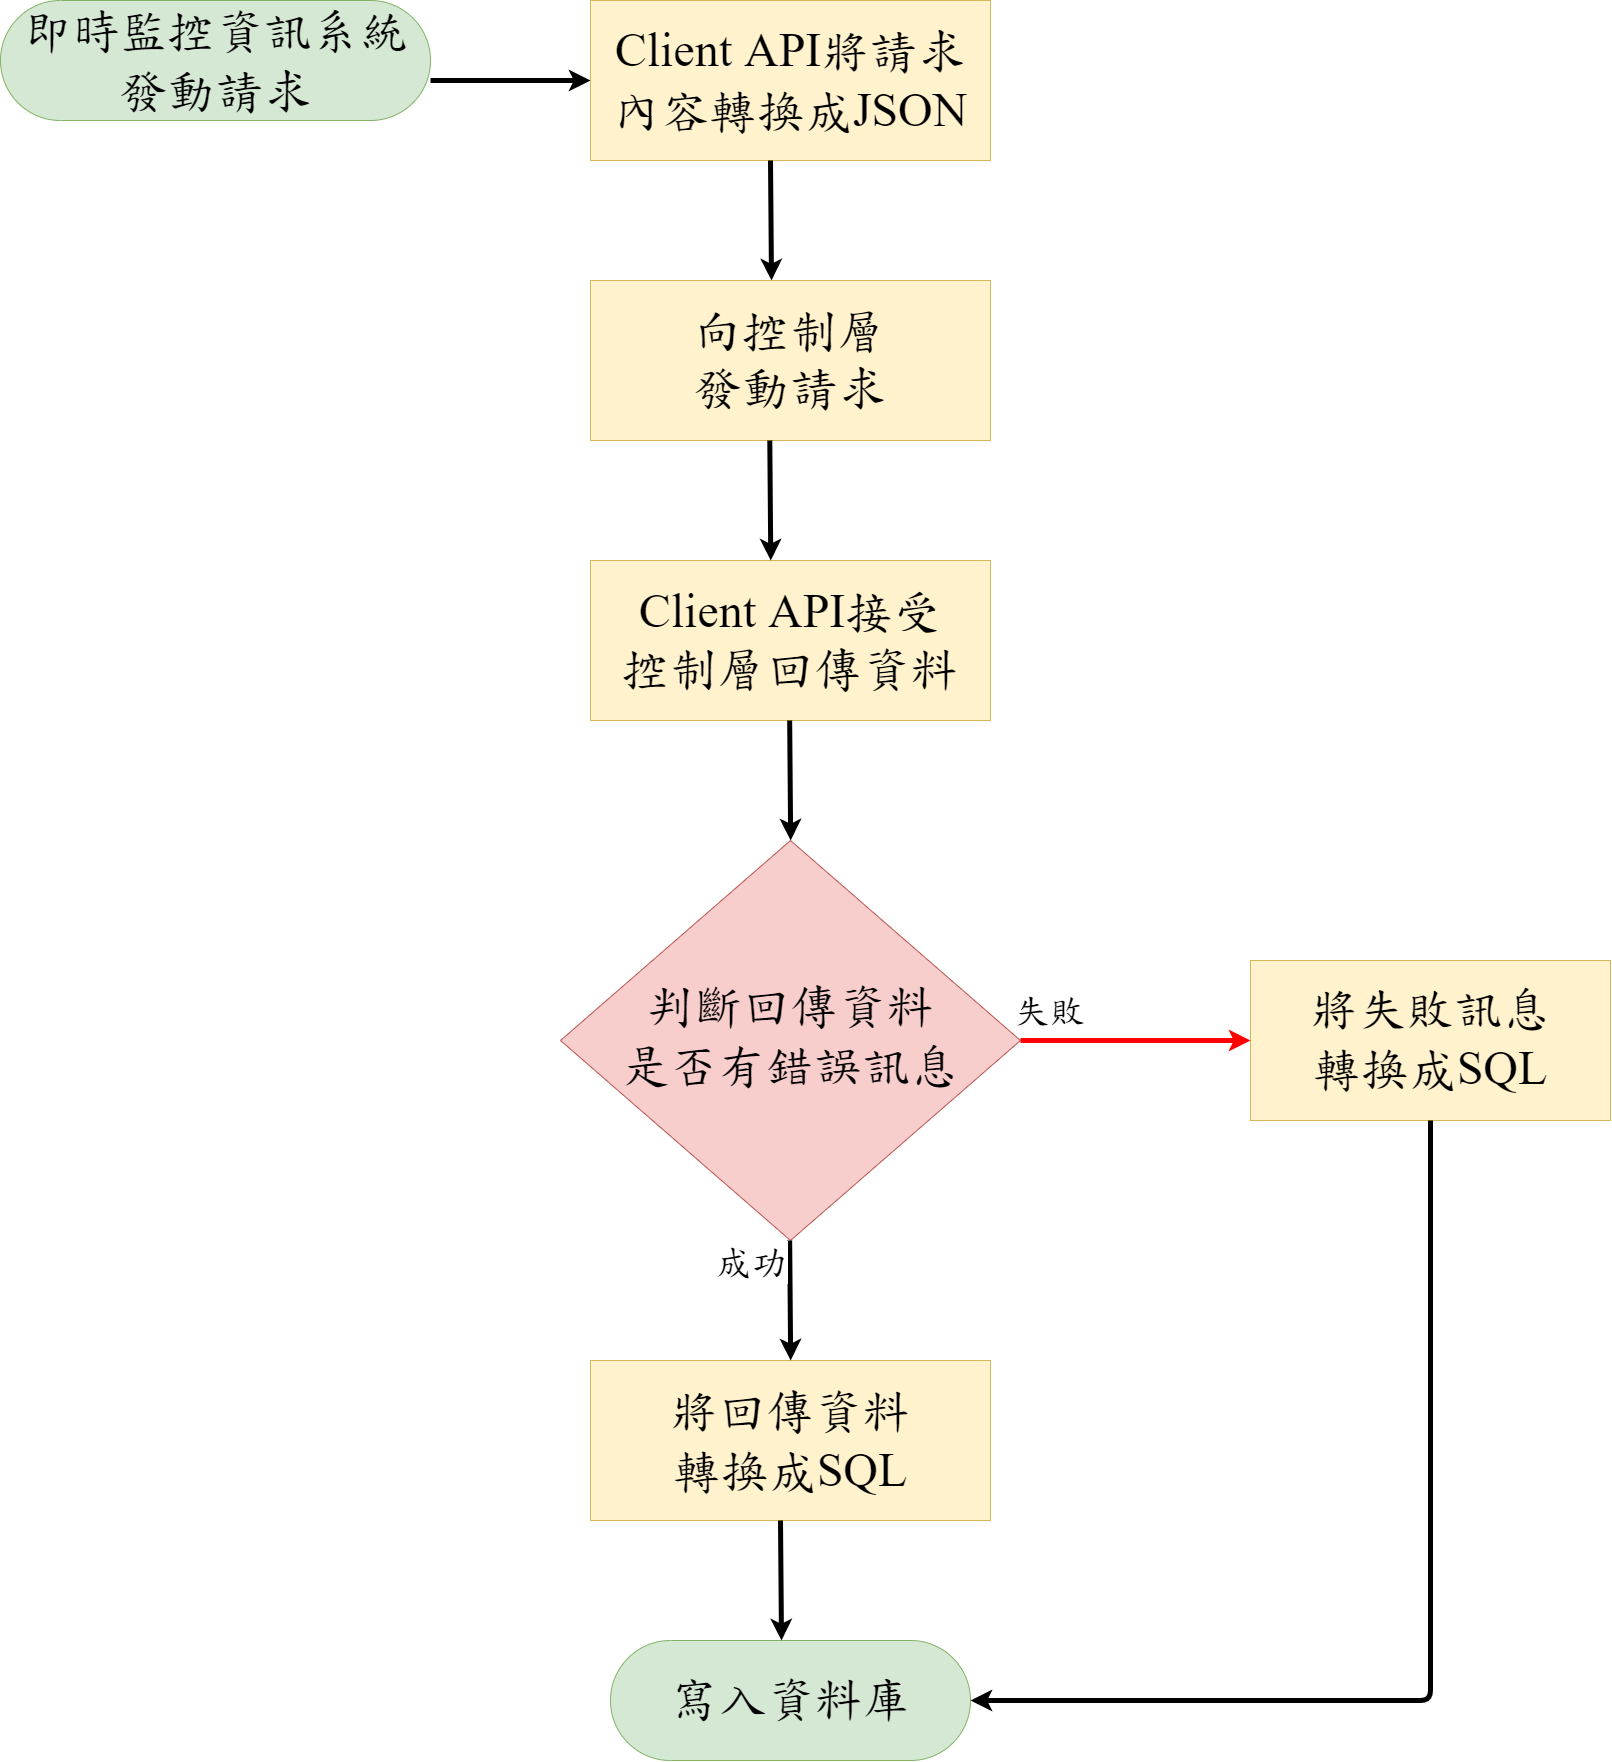 即時監控資訊系統
發動請求
Client API將請求
內容轉換成JSON
向控制層
發動請求
Client API接受
控制層回傳資料
判斷回傳資料
是否有錯誤訊息
失敗
將失敗訊息
轉換成SQL
成功
將回傳資料
轉換成SQL
寫入資料庫